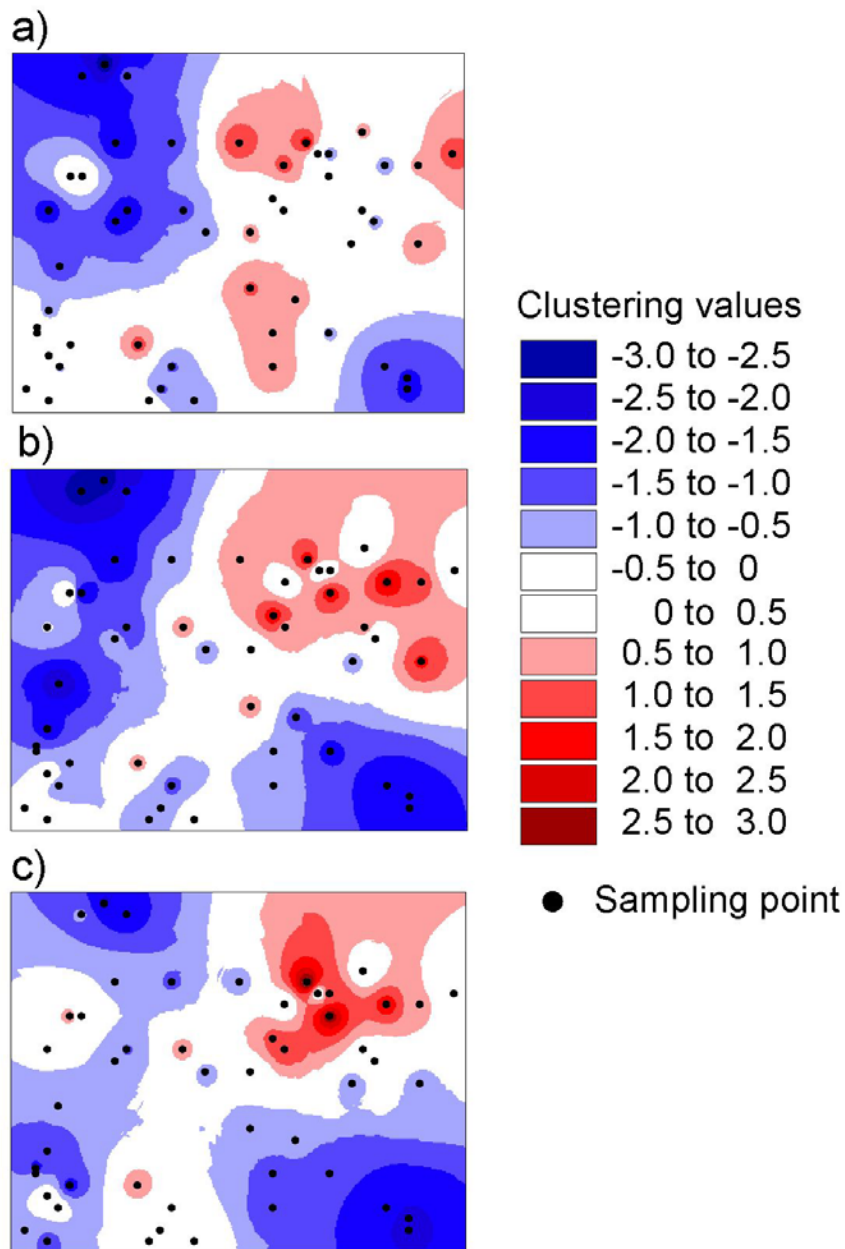 a)
b)
c)
Clustering values
-3.0 to -2.5
-2.5 to -2.0
-2.0 to -1.5
-1.5 to -1.0
-1.0 to -0.5
-0.5 to 0
0 to 0.5
0.5 to 1.0
1.0 to 1.5
1.5 to 2.0
2.0 to 2.5
2.5 to 3.0
Sampling point